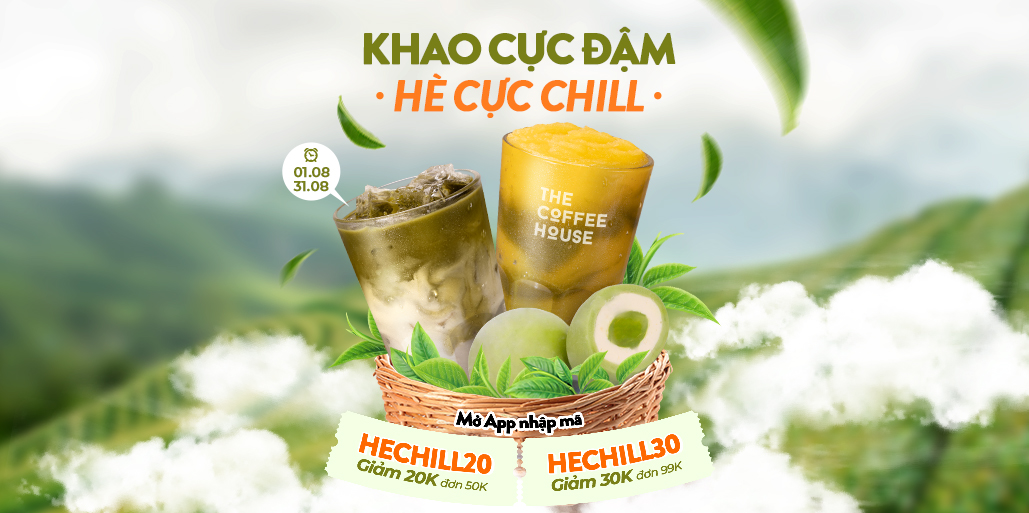 KHAO CỰC ĐẬM
• HÈ CỰC CHILL •
01.08
31.08
THE
COFFEE
HOUSE
Mở App nhập mã
HECHILL20
Giảm 20K đơn 50K
HECHILL30
Giảm 30K đơn 99K